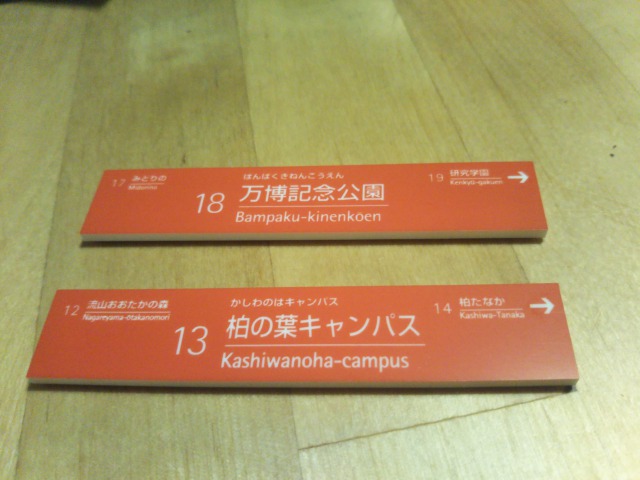 17 みどりの
Midorino
ばんぱくきねんこうえん
18 万博記念公園
Bampaku-kinenkōen
19 研究学園 →
Kenkyū-gakuen
12 流山おおたかの森
Nagareyama-ōtakanomori
かしわのはキャンパス
13 柏の葉キャンパス
Kashiwanoha-campus
14 柏たなか →
Kashiwa-Tanaka